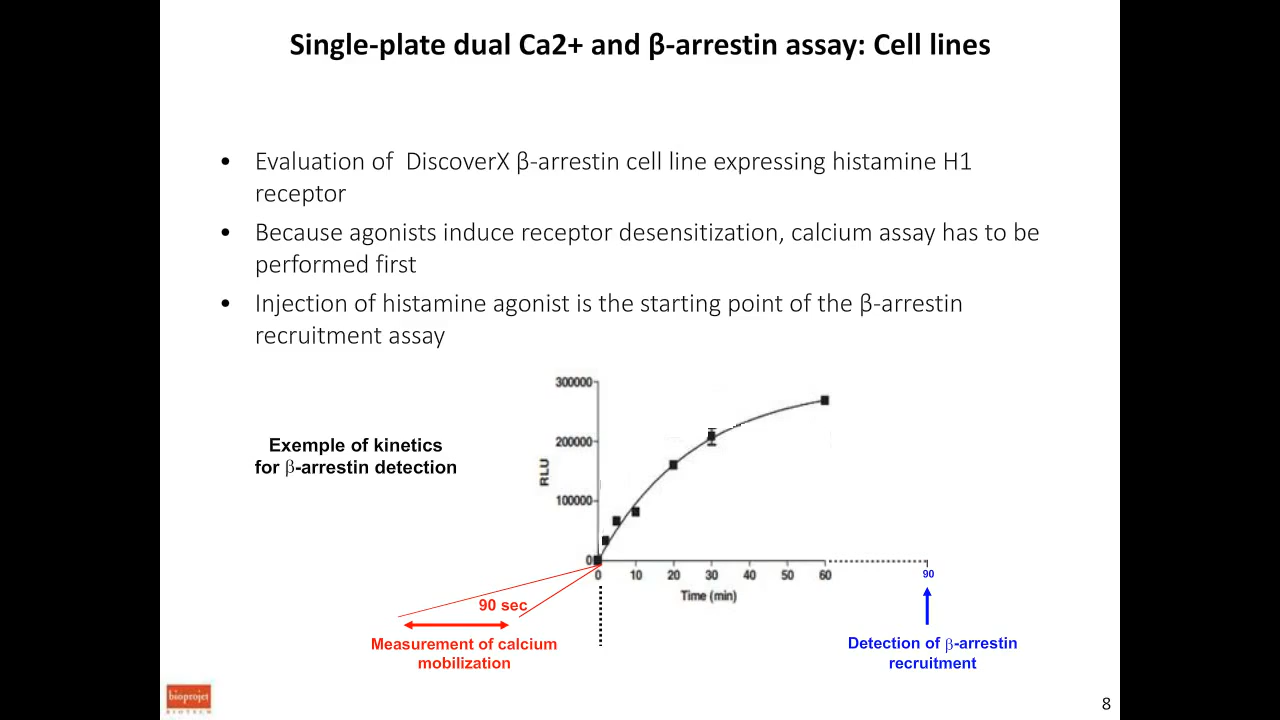 Single-plate dual Ca2+ and β-arrestin assay: Cell lines
• Evaluation of  DiscoverX β-arrestin cell line expressing histamine H1
receptor
• Because agonists induce receptor desensitization, calcium assay has to be
performed first
• Injection of histamine agonist is the starting point of the β-arrestin
recruitment assay
Exemple of kinetics
for β-arrestin detection
300000
200000
100000
0
RLU
0 10 20 30 40 50 60 90
Time (min)
90 sec
Measurement of calcium
mobilization
Detection of β-arrestin
recruitment
bioprojet
BIOTECH
8